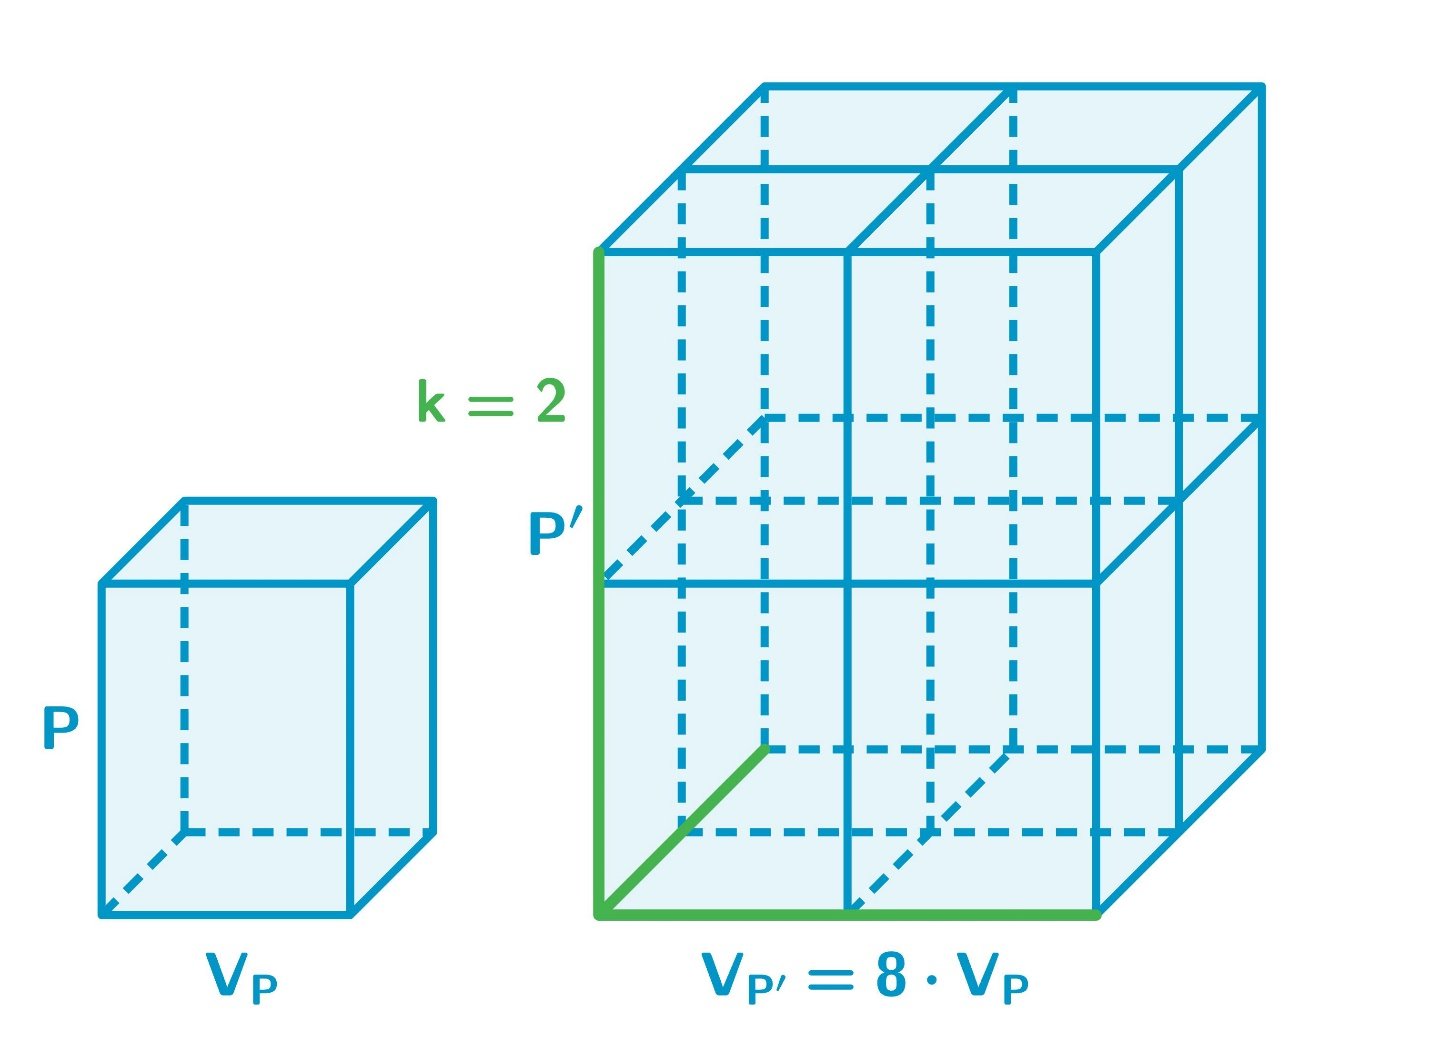 k = 2
P′
P
V_P
V_P′ = 8 · V_P